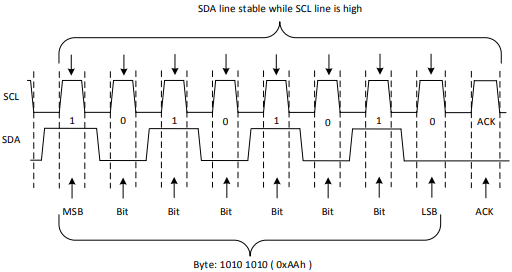 SDA line stable while SCL line is high
SCL
1 0 1 0 1 0 1 0 ACK
SDA
MSB Bit Bit Bit Bit Bit Bit LSB ACK
Byte: 1010 1010 ( 0xAAh )